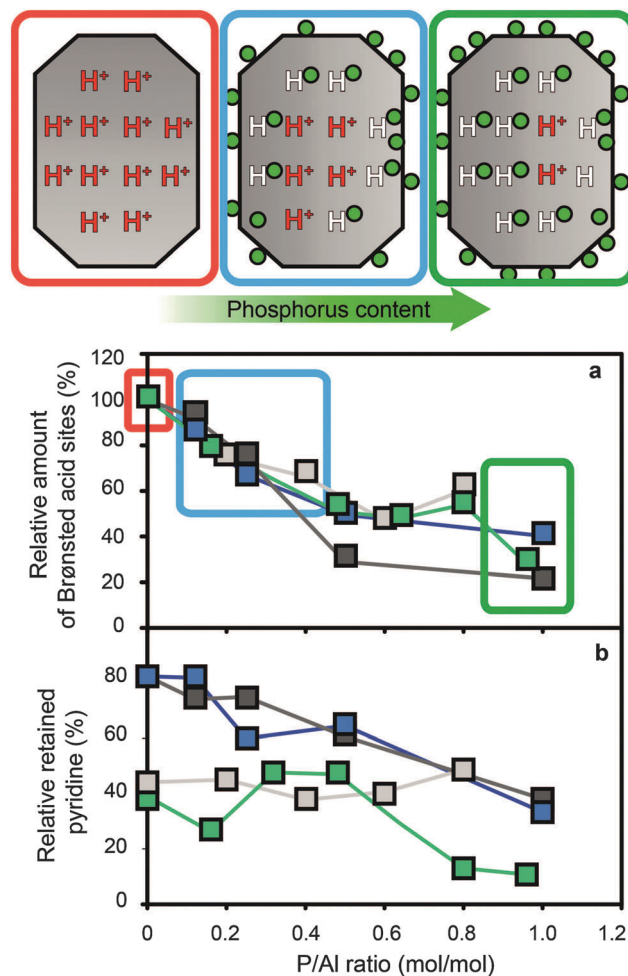 H⁺ H⁺ H H H H
H⁺ H⁺ H⁺ H⁺ H H⁺ H⁺ H H H H⁺ H
H⁺ H⁺ H⁺ H⁺ H H⁺ H⁺ H H H H⁺ H
H⁺ H⁺ H⁺ H H H
Phosphorus content
Relative amount
of Brønsted acid sites (%)
120
100
80
60
40
20
0
a
Relative retained
pyridine (%)
80
60
40
20
0
b
0 0.2 0.4 0.6 0.8 1.0 1.2
P/Al ratio (mol/mol)